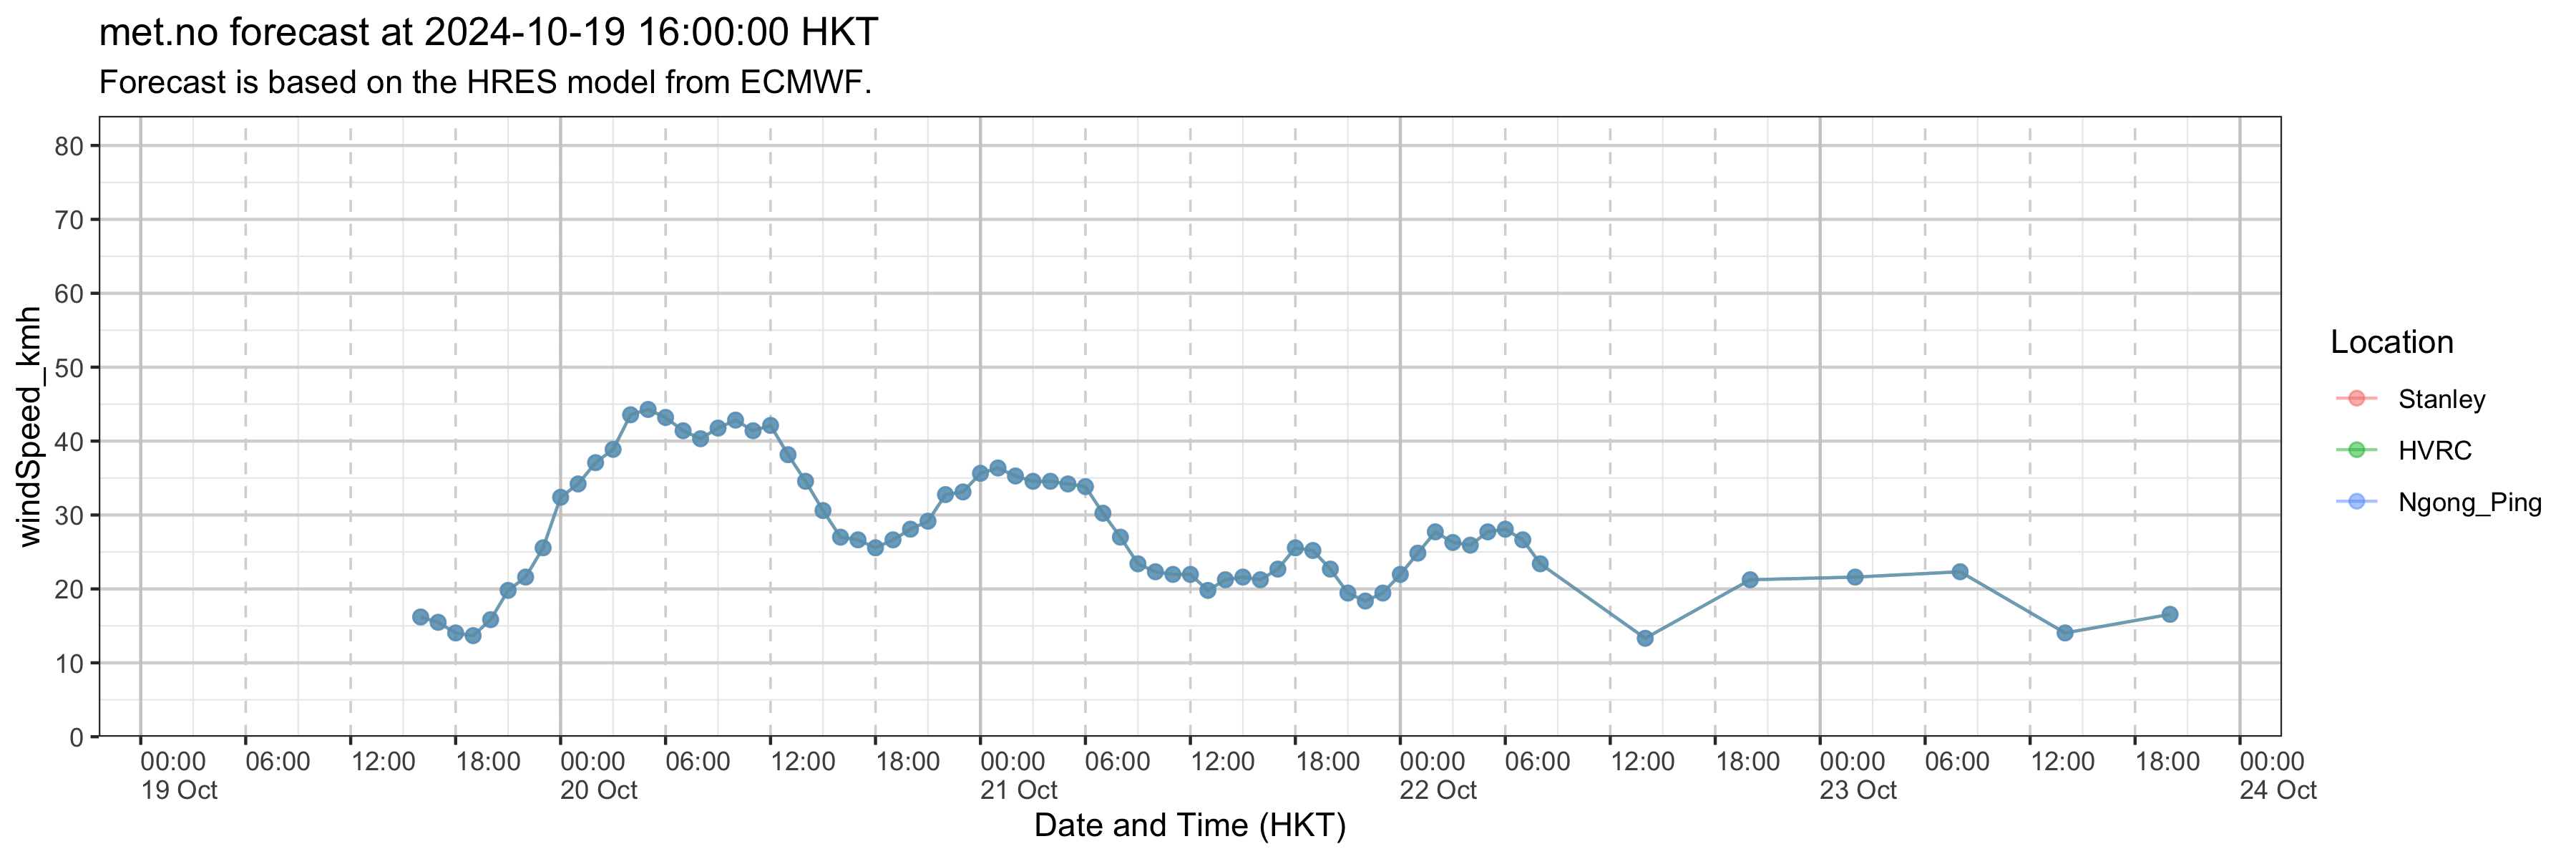 met.no forecast at 2024-10-19 16:00:00 HKT
Forecast is based on the HRES model from ECMWF.
windSpeed_kmh
80
70
60
50
40
30
20
10
0
00:00 06:00 12:00 18:00 00:00 06:00 12:00 18:00 00:00 06:00 12:00 18:00 00:00 06:00 12:00 18:00 00:00 06:00 12:00 18:00 00:00
19 Oct 20 Oct 21 Oct 22 Oct 23 Oct 24 Oct
Date and Time (HKT)
Location
Stanley
HVRC
Ngong_Ping